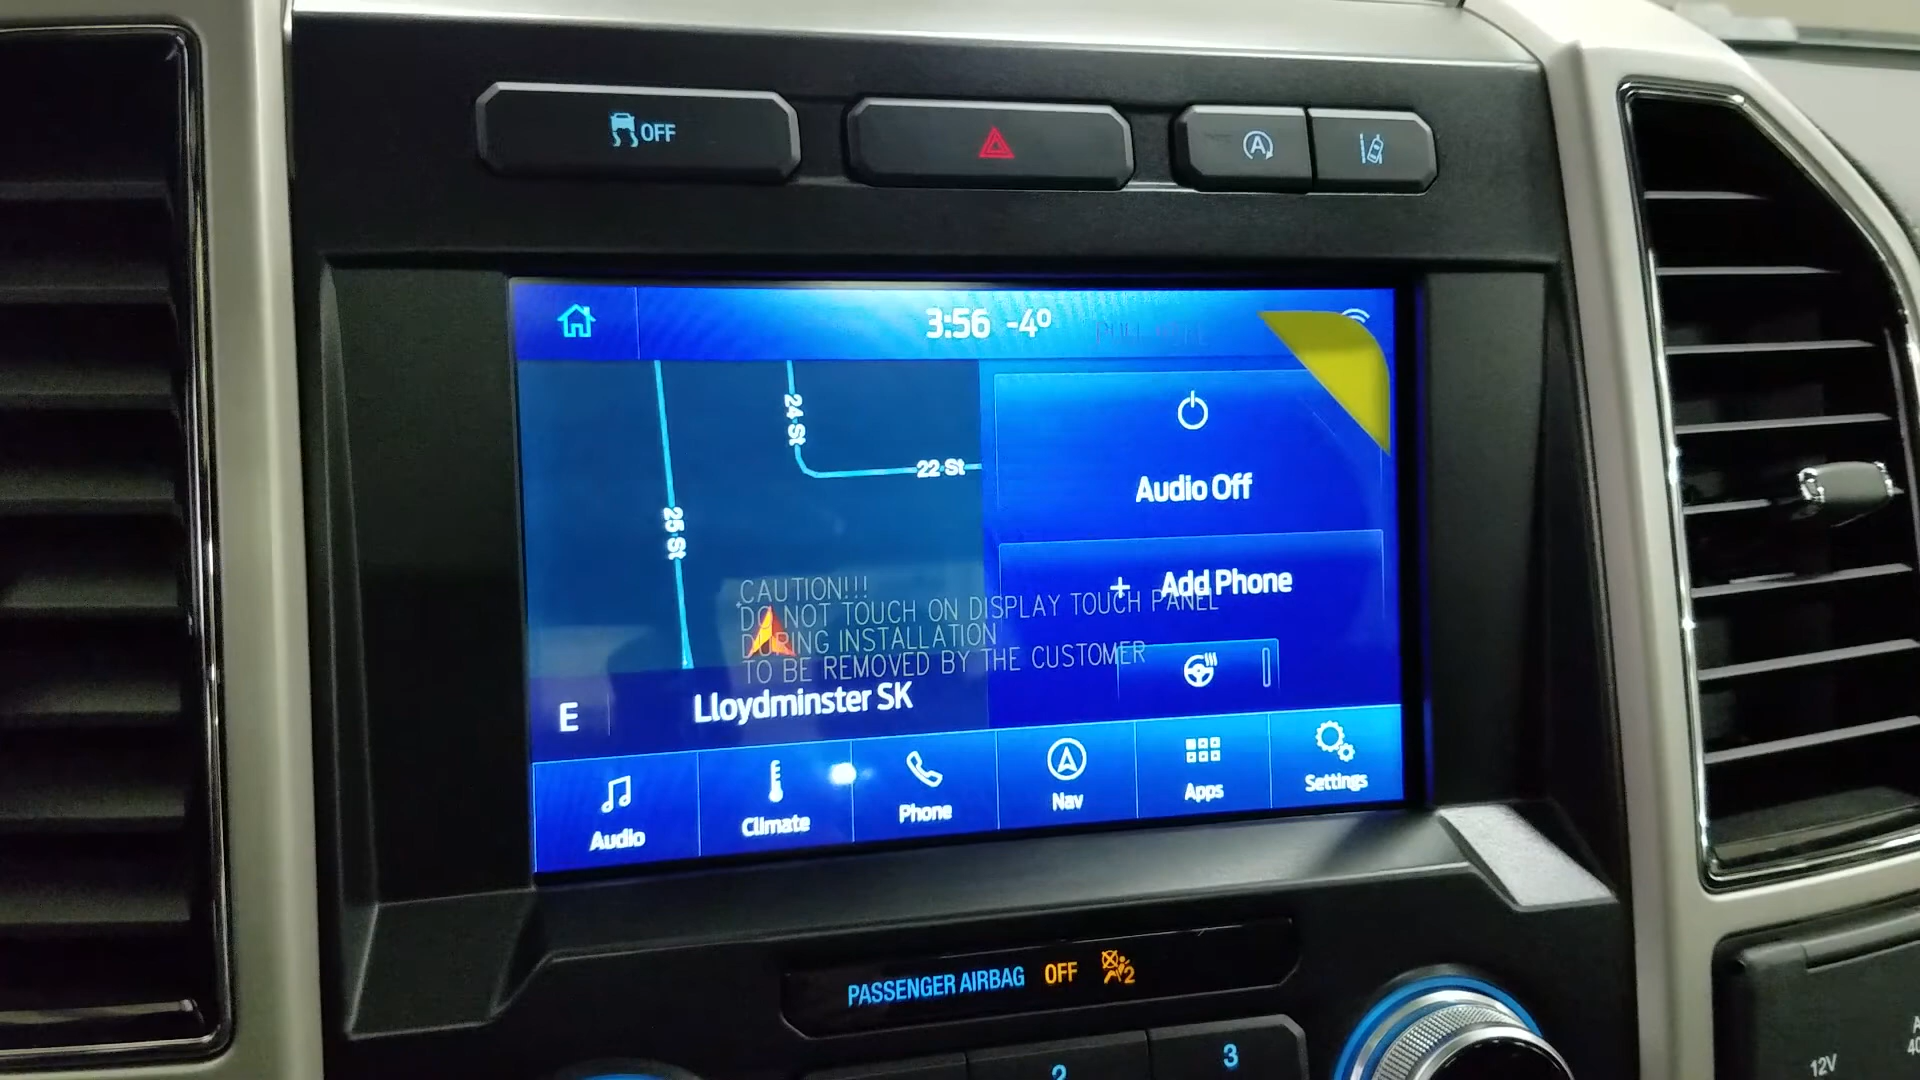 OFF
A
3:56 -4°
24 St
22 St
25 St
Audio Off
+ Add Phone
CAUTION!!!
DO NOT TOUCH ON DISPLAY TOUCH PANEL
DURING INSTALLATION
TO BE REMOVED BY THE CUSTOMER
E
Lloydminster SK
Audio
Climate
Phone
Nav
Apps
Settings
PASSENGER AIRBAG OFF 2
2
3
12V